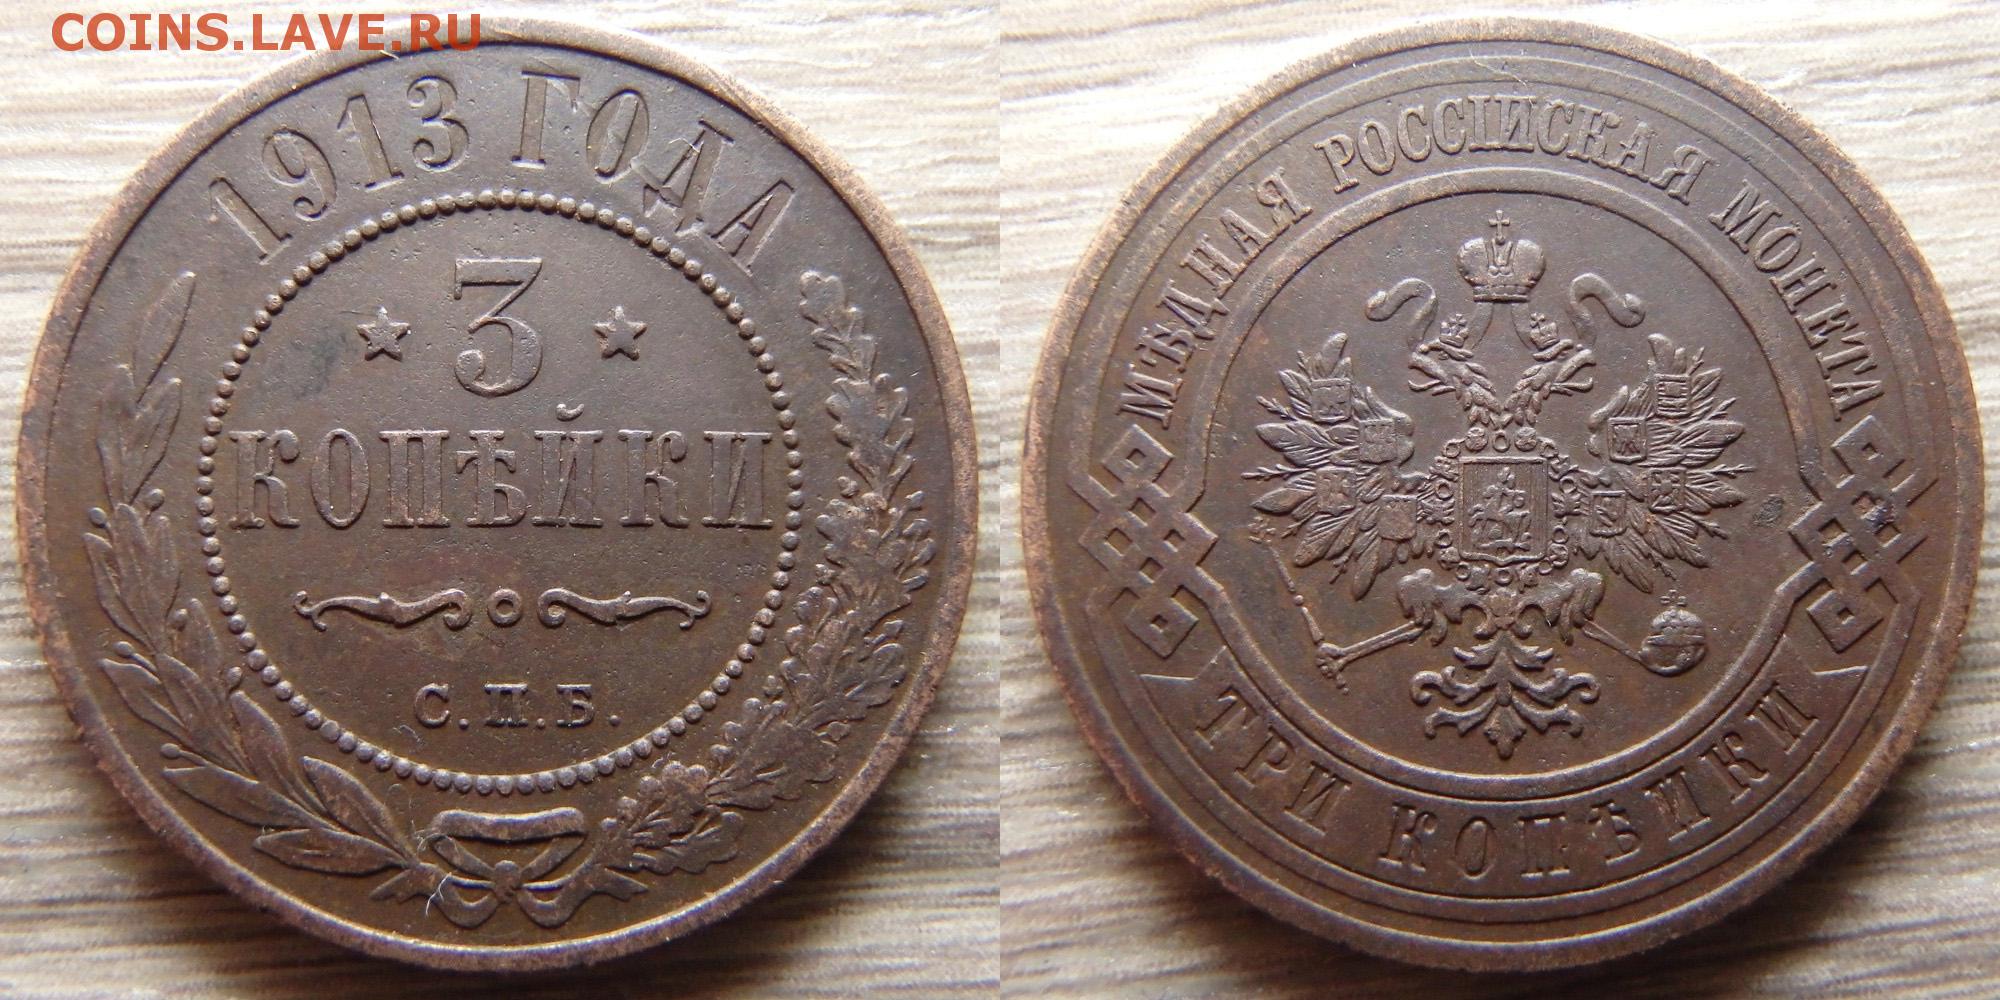 COINS.LAVE.RU
1913 ГОДА
3
КОПѢЙКИ
С.П.Б.
МѢДНАЯ РОССІЙСКАЯ МОНЕТА
ТРИ КОПѢЙКИ